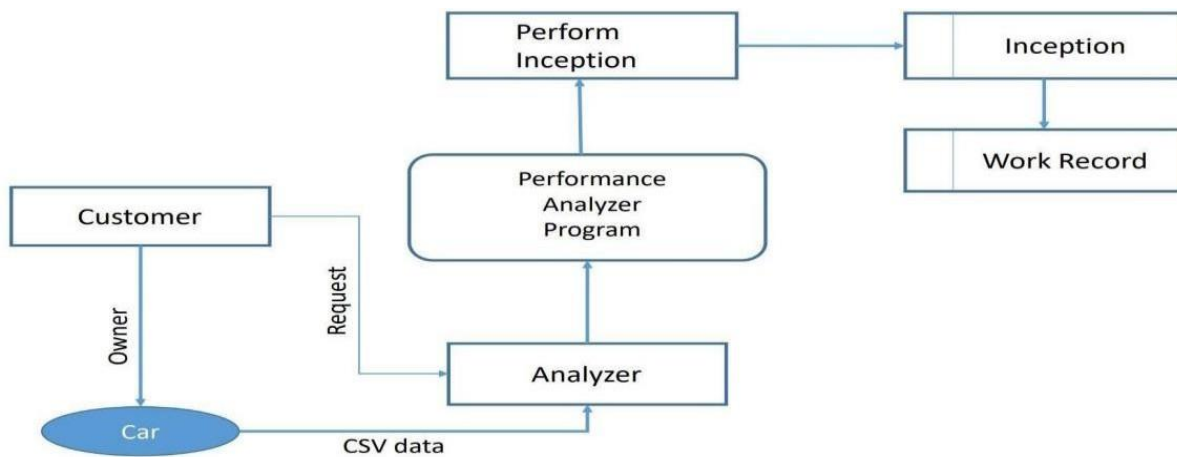 Perform
Inception
Inception
Work Record
Performance
Analyzer
Program
Customer
Owner
Request
Analyzer
Car
CSV data